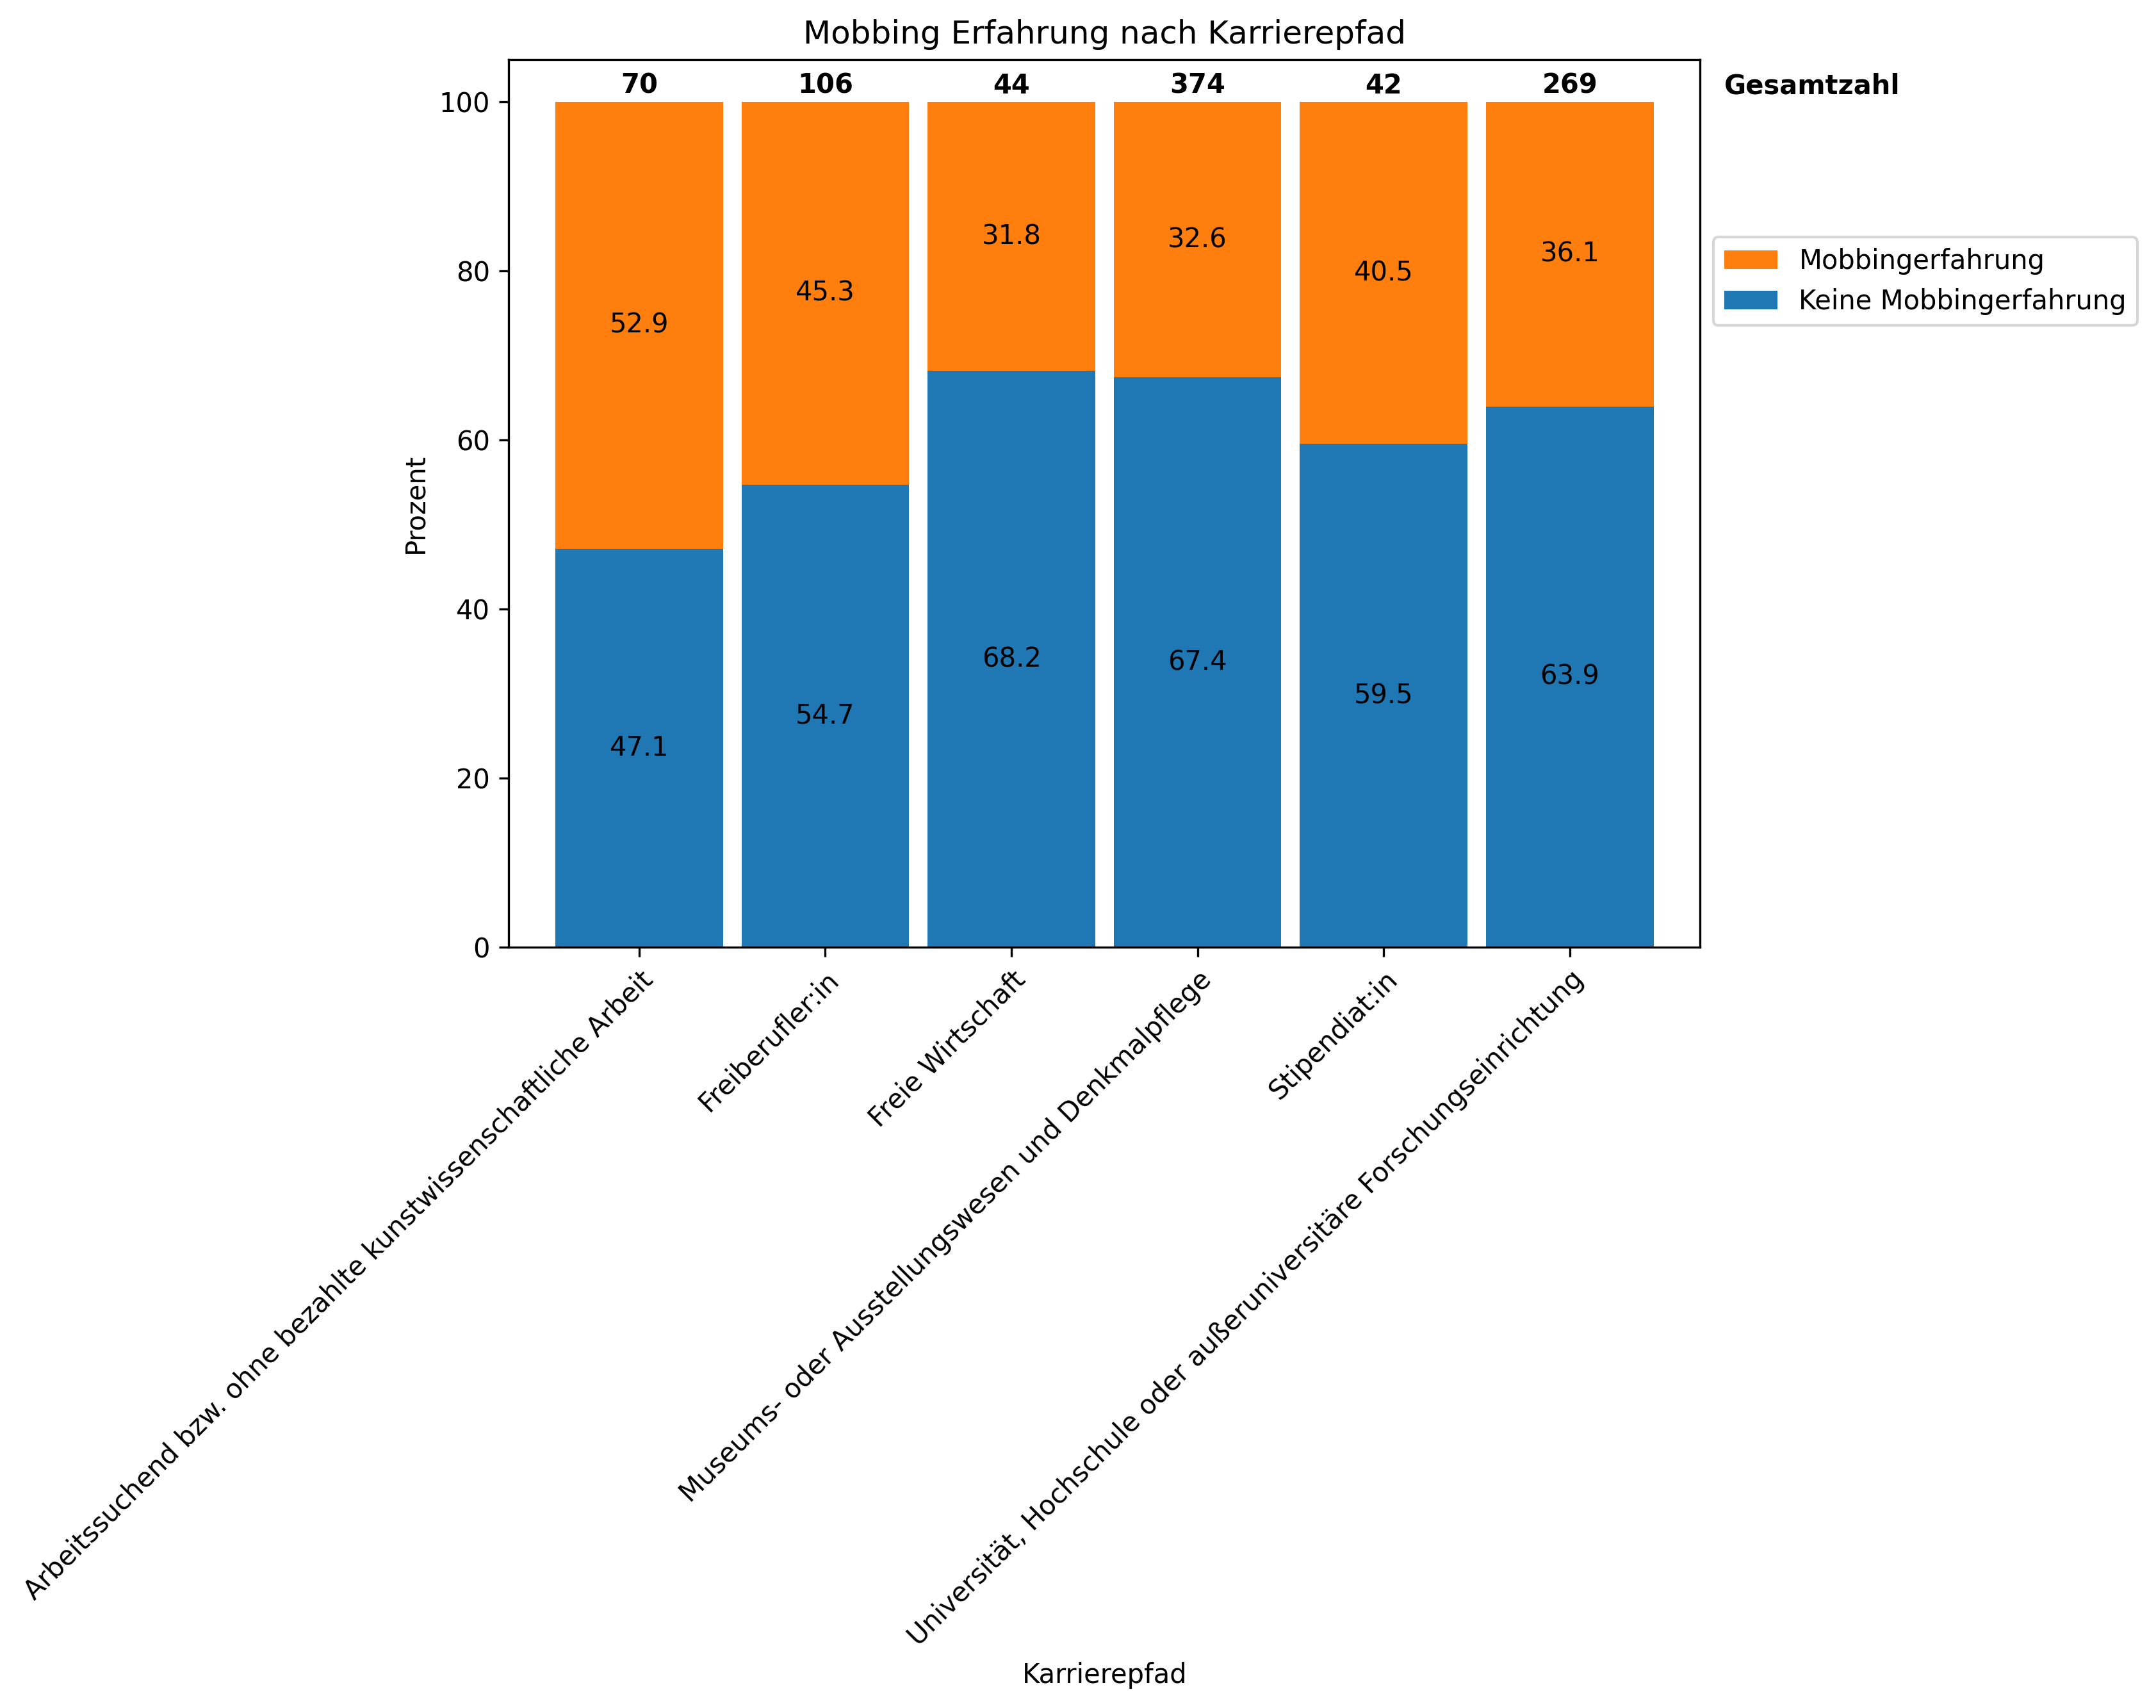 Mobbing Erfahrung nach Karrierepfad
70 106 44 374 42 269 Gesamtzahl
100
80
60
40
20
0
Prozent
52.9 45.3 31.8 32.6 40.5 36.1
47.1 54.7 68.2 67.4 59.5 63.9
Mobbingerfahrung
Keine Mobbingerfahrung
Arbeitssuchend bzw. ohne bezahlte kunstwissenschaftliche Arbeit
Freiberufler:in
Freie Wirtschaft
Museums- oder Ausstellungswesen und Denkmalpflege
Stipendiat:in
Universität, Hochschule oder außeruniversitäre Forschungseinrichtung
Karrierepfad